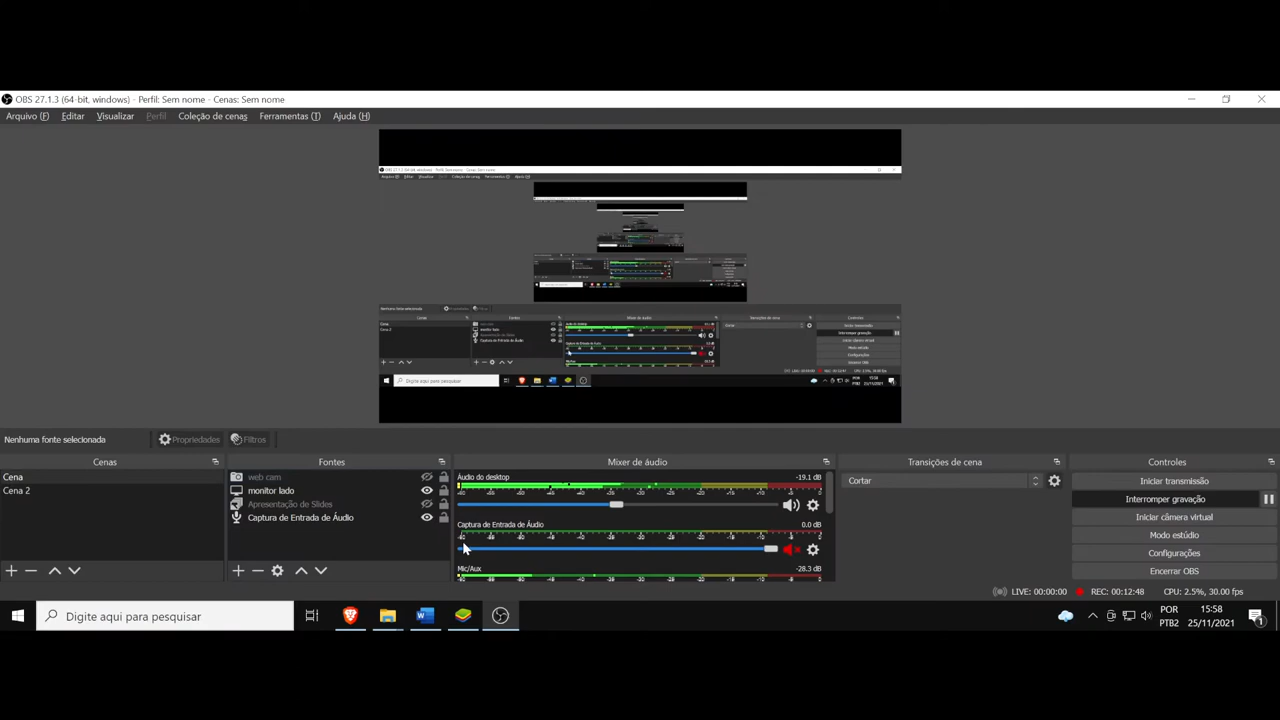 OBS 27.1.3 (64-bit, windows) - Perfil: Sem nome - Cenas: Sem nome
Arquivo (F) Editar Visualizar Perfil Coleção de cenas Ferramentas (T) Ajuda (H)
Digite aqui para pesquisar
Nenhuma fonte selecionada Propriedades Filtros
Cenas Fontes Mixer de áudio Transições de cena Controles
Cena web cam Áudio do desktop -19.1 dB Cortar Iniciar transmissão
Cena 2 monitor lado Interromper gravação
Apresentação de Slides
Captura de Entrada de Áudio Captura de Entrada de Áudio 0.0 dB Iniciar câmera virtual
Modo estúdio
Configurações
Mic/Aux -28.3 dB Encerrar OBS
LIVE: 00:00:00 REC: 00:12:48 CPU: 2.5%, 30.00 fps
Digite aqui para pesquisar POR 15:58
PTB2 25/11/2021 1